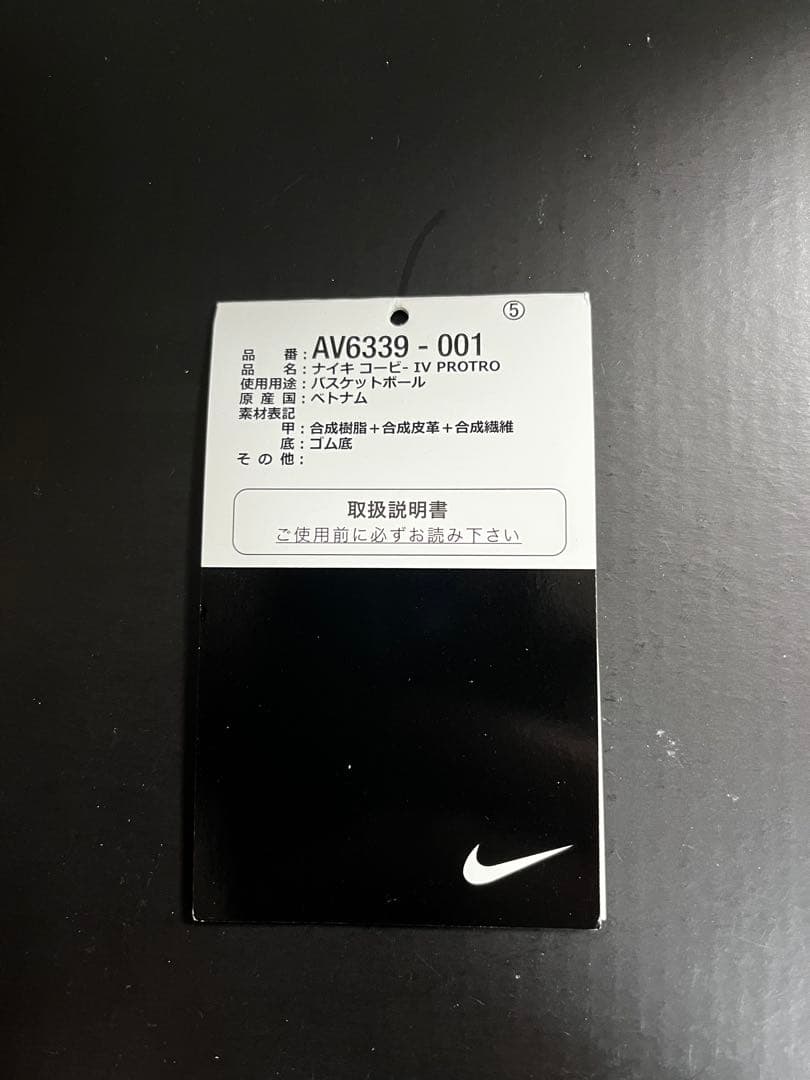 ⑤
品 番：AV6339 - 001
品 名：ナイキ コービ- IV PROTRO
使用用途：バスケットボール
原 産 国：ベトナム
素材表記
甲：合成樹脂＋合成皮革＋合成繊維
底：ゴム底
そ の 他：
取扱説明書
ご使用前に必ずお読み下さい